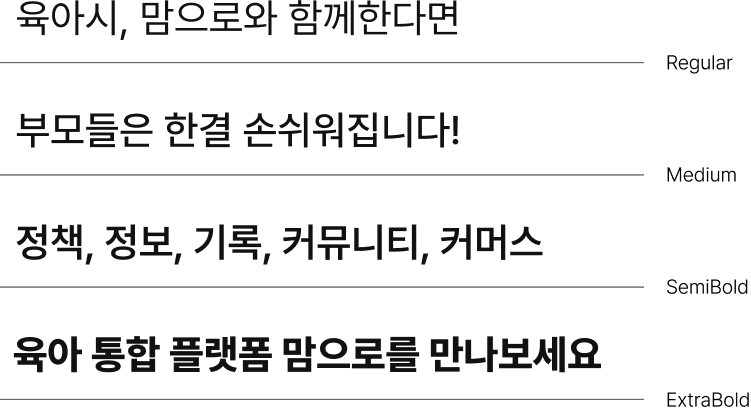 육아시, 맘으로와 함께한다면
Regular
부모들은 한결 손쉬워집니다!
Medium
정책, 정보, 기록, 커뮤니티, 커머스
SemiBold
육아 통합 플랫폼 맘으로를 만나보세요
ExtraBold